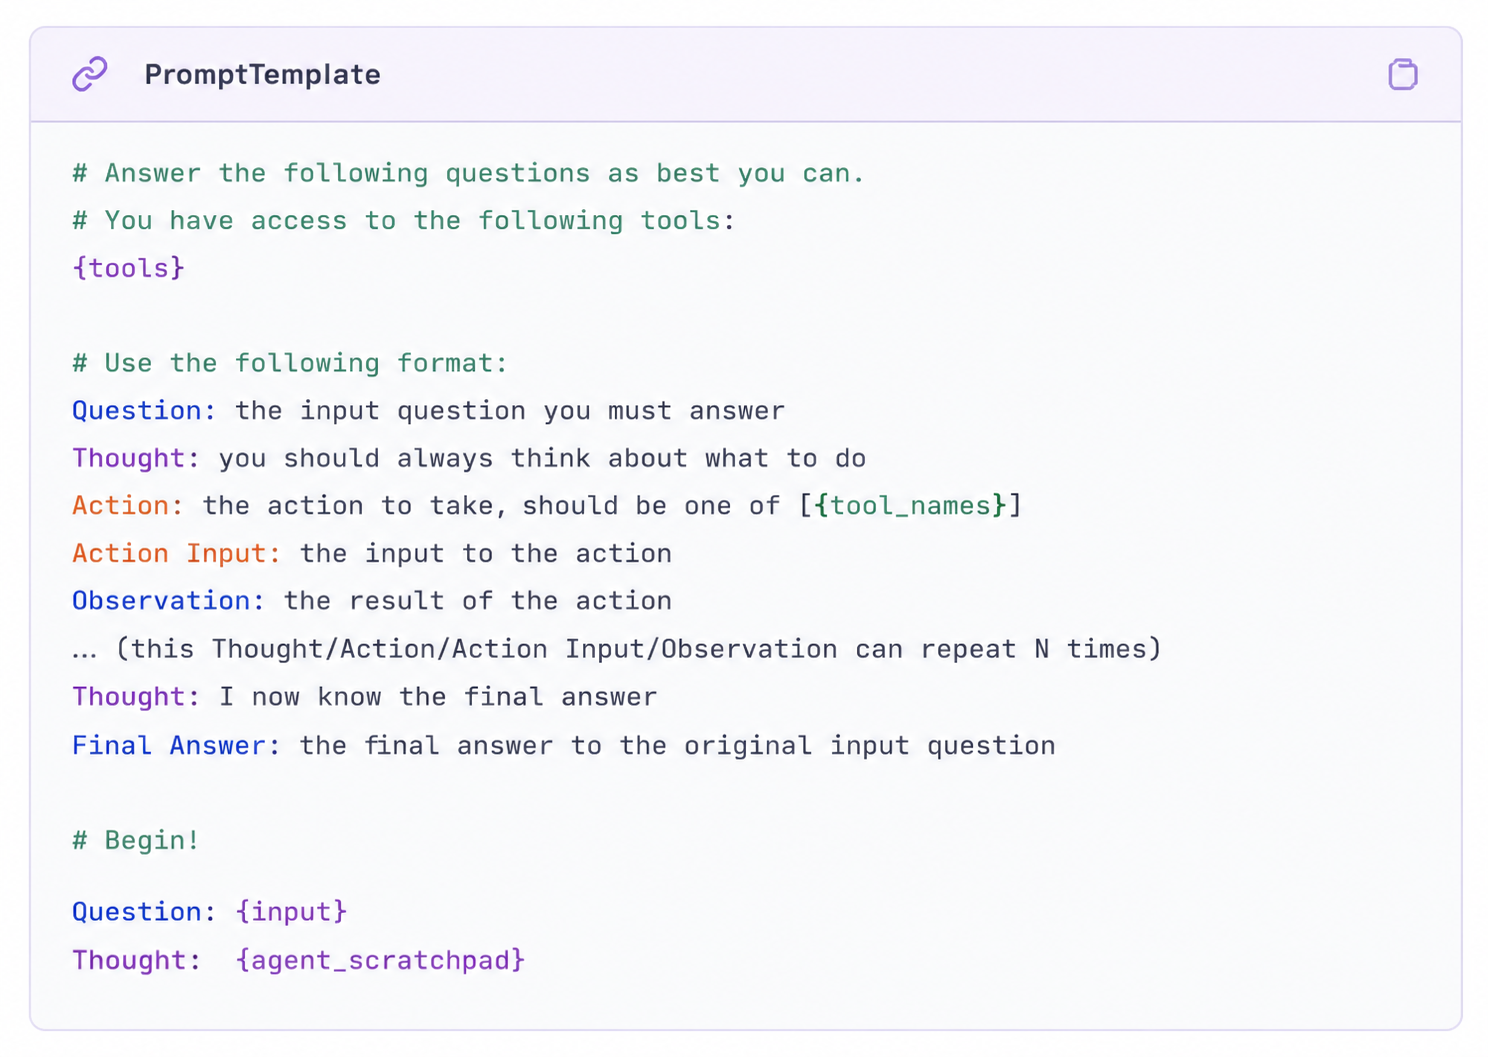 PromptTemplate
# Answer the following questions as best you can.
# You have access to the following tools:
{tools}
# Use the following format:
Question: the input question you must answer
Thought: you should always think about what to do
Action: the action to take, should be one of [{tool_names}]
Action Input: the input to the action
Observation: the result of the action
... (this Thought/Action/Action Input/Observation can repeat N times)
Thought: I now know the final answer
Final Answer: the final answer to the original input question
# Begin!
Question: {input}
Thought:  {agent_scratchpad}